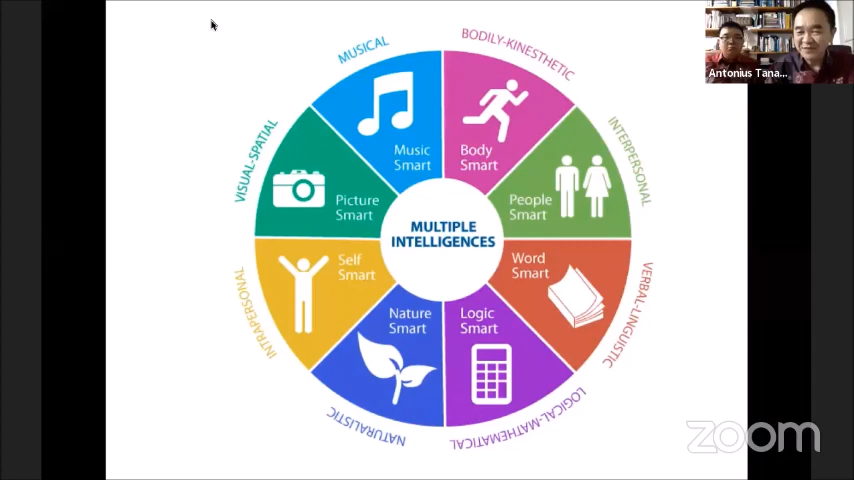 Antonius Tana...
MUSICAL
BODILY-KINESTHETIC
VISUAL-SPATIAL
INTERPERSONAL
Music
Smart
Body
Smart
Picture
Smart
People
Smart
MULTIPLE
INTELLIGENCES
Self
Smart
Word
Smart
Nature
Smart
Logic
Smart
INTRAPERSONAL
VERBAL-LINGUISTIC
NATURALISTIC
LOGICAL-MATHEMATICAL
zoom